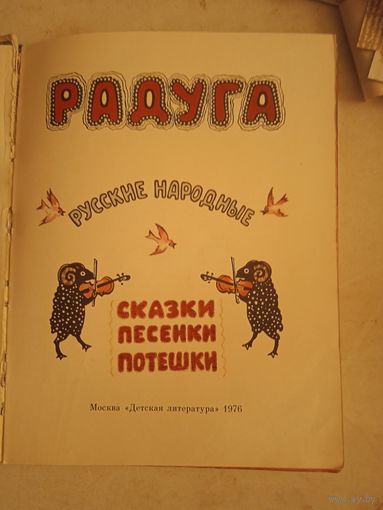 РАДУГА
РУССКИЕ НАРОДНЫЕ
СКАЗКИ
ПЕСЕНКИ
ПОТЕШКИ
Москва «Детская литература» 1976